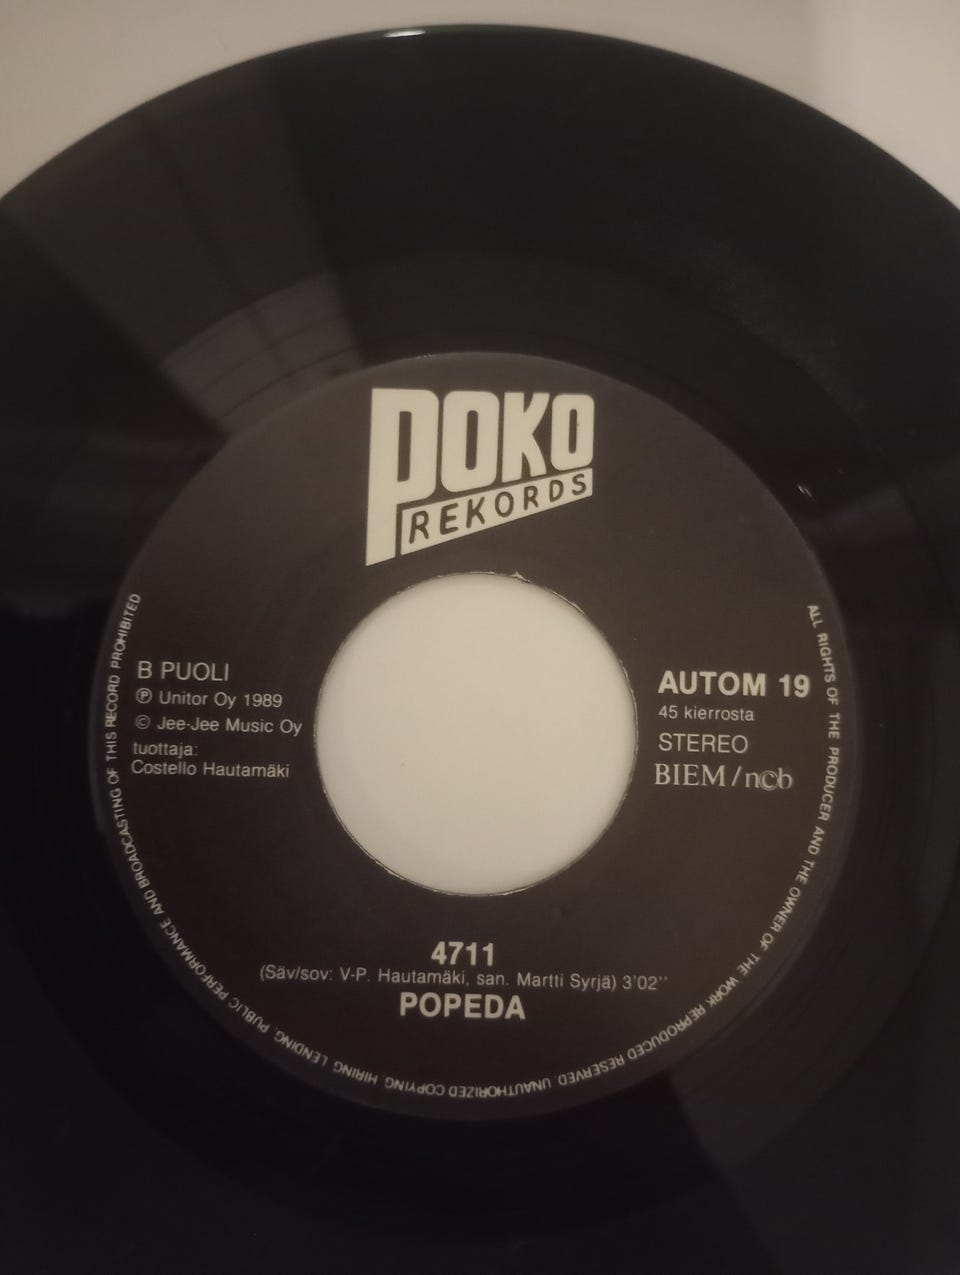 POKO
REKORDS
B PUOLI
℗ Unitor Oy 1989
© Jee-Jee Music Oy
tuottaja:
Costello Hautamäki
AUTOM 19
45 kierrosta
STEREO
BIEM/n©b
4711
(Säv/sov: V-P. Hautamäki, san. Martti Syrjä) 3'02''
POPEDA
ALL RIGHTS OF THE PRODUCER AND THE OWNER OF THE WORK REPRODUCED RESERVED. UNAUTHORIZED COPYING, HIRING, LENDING, PUBLIC PERFORMANCE AND BROADCASTING OF THIS RECORD PROHIBITED